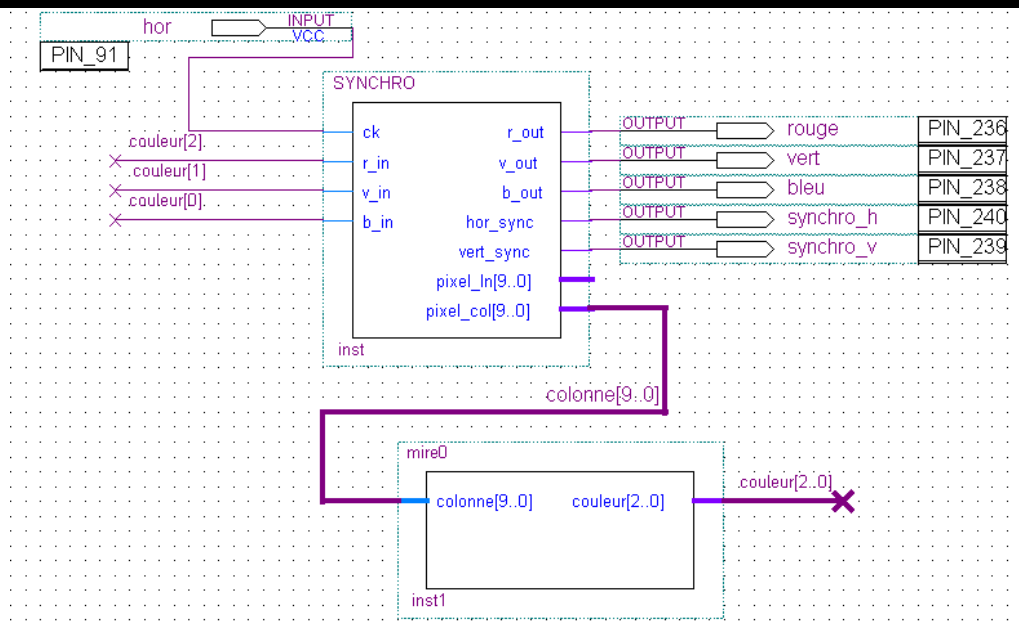 hor INPUT
VCC
PIN_91
SYNCHRO
ck r_out OUTPUT rouge PIN_236
couleur[2]
r_in v_out OUTPUT vert PIN_237
couleur[1]
v_in b_out OUTPUT bleu PIN_238
couleur[0]
b_in hor_sync OUTPUT synchro_h PIN_240
vert_sync OUTPUT synchro_v PIN_239
pixel_ln[9..0]
pixel_col[9..0]
inst
colonne[9..0]
mire0
couleur[2..0]
colonne[9..0] couleur[2..0]
inst1